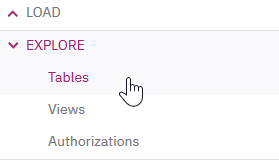 LOAD
EXPLORE
Tables
Views
Authorizations